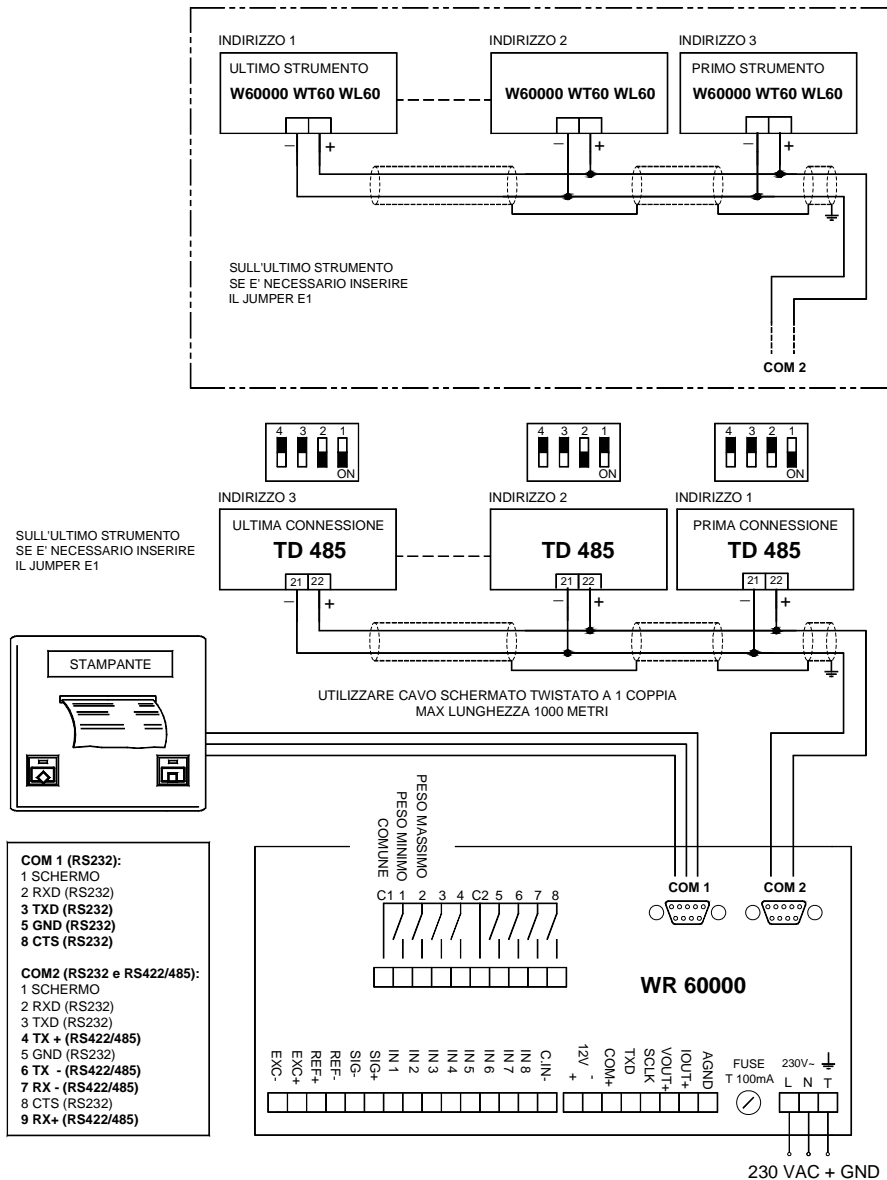 INDIRIZZO 1
INDIRIZZO 2
INDIRIZZO 3
ULTIMO STRUMENTO
W60000 WT60 WL60
W60000 WT60 WL60
PRIMO STRUMENTO
W60000 WT60 WL60
– +
– +
– +
SULL'ULTIMO STRUMENTO
SE E' NECESSARIO INSERIRE
IL JUMPER E1
COM 2
4 3 2 1
ON
4 3 2 1
ON
4 3 2 1
ON
INDIRIZZO 3
INDIRIZZO 2
INDIRIZZO 1
SULL'ULTIMO STRUMENTO
SE E' NECESSARIO INSERIRE
IL JUMPER E1
ULTIMA CONNESSIONE
TD 485
21 22
– +
TD 485
21 22
– +
PRIMA CONNESSIONE
TD 485
21 22
– +
STAMPANTE
UTILIZZARE CAVO SCHERMATO TWISTATO A 1 COPPIA
MAX LUNGHEZZA 1000 METRI
COM 1 (RS232):
1 SCHERMO
2 RXD (RS232)
3 TXD (RS232)
5 GND (RS232)
8 CTS (RS232)
COM2 (RS232 e RS422/485):
1 SCHERMO
2 RXD (RS232)
3 TXD (RS232)
4 TX + (RS422/485)
5 GND (RS232)
6 TX - (RS422/485)
7 RX - (RS422/485)
8 CTS (RS232)
9 RX+ (RS422/485)
COMUNE
PESO MINIMO
PESO MASSIMO
C1 1 2 3 4 C2 5 6 7 8
COM 1
COM 2
WR 60000
EXC-
EXC+
REF+
REF-
SIG-
SIG+
IN 1
IN 2
IN 3
IN 4
IN 5
IN 6
IN 7
IN 8
C.IN-
12V
+
-
COM+
TXD
SCLK
VOUT+
IOUT+
AGND
FUSE
T 100mA
230V~
L N T
230 VAC + GND